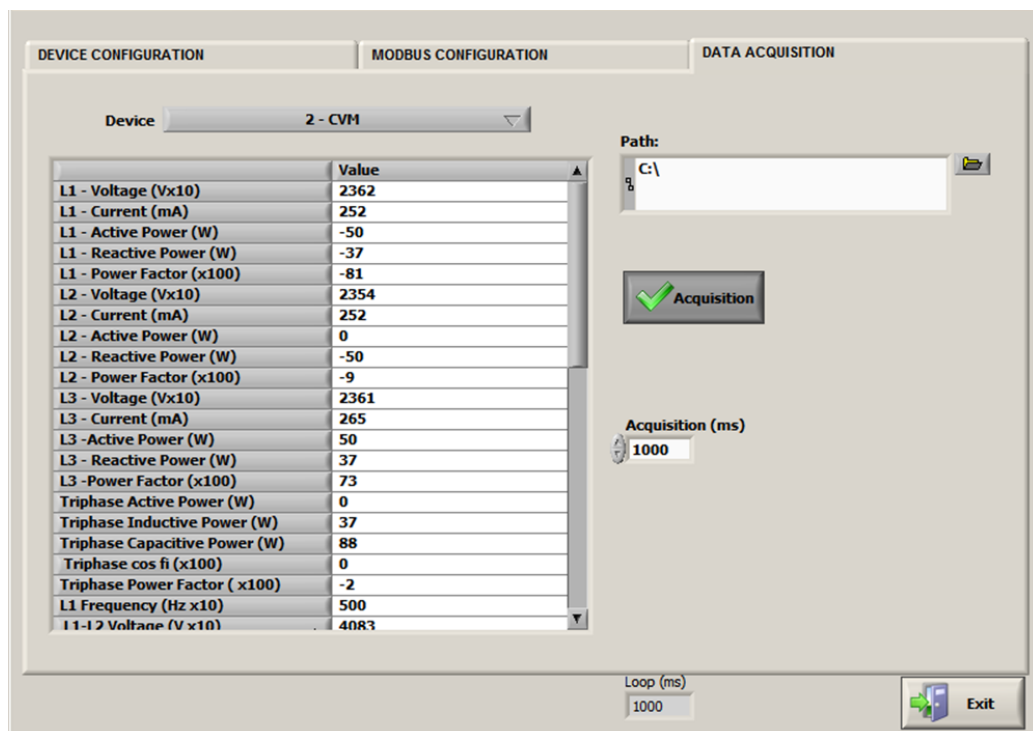 DEVICE CONFIGURATION MODBUS CONFIGURATION DATA ACQUISITION
Device 2 - CVM
Path:
C:\
Value
L1 - Voltage (Vx10) 2362
L1 - Current (mA) 252
L1 - Active Power (W) -50
L1 - Reactive Power (W) -37
L1 - Power Factor (x100) -81
L2 - Voltage (Vx10) 2354
L2 - Current (mA) 252
L2 - Active Power (W) 0
L2 - Reactive Power (W) -50
L2 - Power Factor (x100) -9
L3 - Voltage (Vx10) 2361
L3 - Current (mA) 265
L3 -Active Power (W) 50
L3 - Reactive Power (W) 37
L3 -Power Factor (x100) 73
Triphase Active Power (W) 0
Triphase Inductive Power (W) 37
Triphase Capacitive Power (W) 88
Triphase cos fi (x100) 0
Triphase Power Factor ( x100) -2
L1 Frequency (Hz x10) 500
L1-L2 Voltage (V x10) 4083
Acquisition
Acquisition (ms)
1000
Loop (ms)
1000
Exit